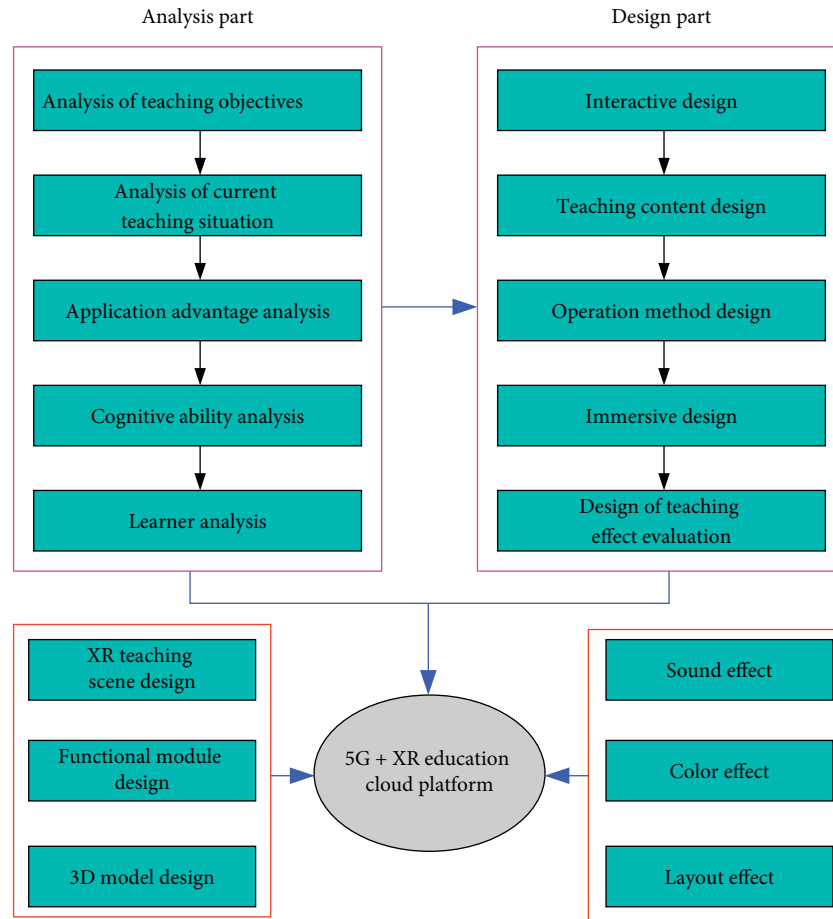 Analysis part
Analysis of teaching objectives
Analysis of current
teaching situation
Application advantage analysis
Cognitive ability analysis
Learner analysis
Design part
Interactive design
Teaching content design
Operation method design
Immersive design
Design of teaching
effect evaluation
XR teaching
scene design
Functional module
design
3D model design
5G + XR education
cloud platform
Sound effect
Color effect
Layout effect